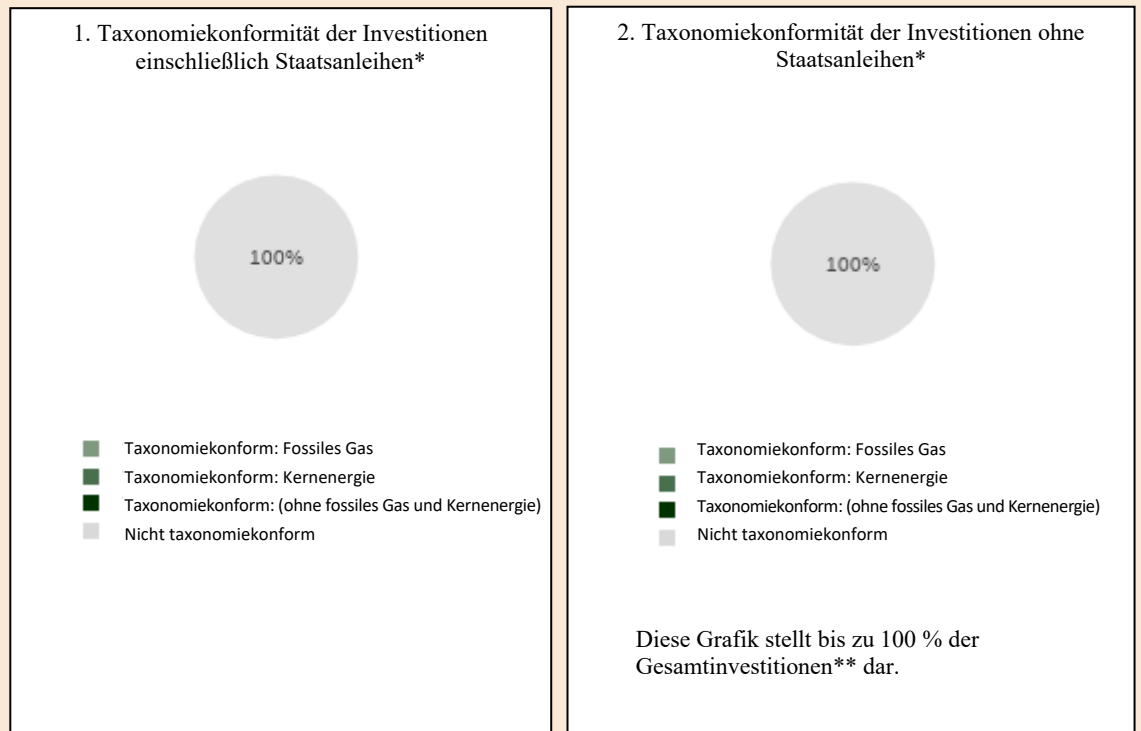 1. Taxonomiekonformität der Investitionen
einschließlich Staatsanleihen*
100%
Taxonomiekonform: Fossiles Gas
Taxonomiekonform: Kernenergie
Taxonomiekonform: (ohne fossiles Gas und Kernenergie)
Nicht taxonomiekonform
2. Taxonomiekonformität der Investitionen ohne
Staatsanleihen*
100%
Taxonomiekonform: Fossiles Gas
Taxonomiekonform: Kernenergie
Taxonomiekonform: (ohne fossiles Gas und Kernenergie)
Nicht taxonomiekonform
Diese Grafik stellt bis zu 100 % der
Gesamtinvestitionen** dar.